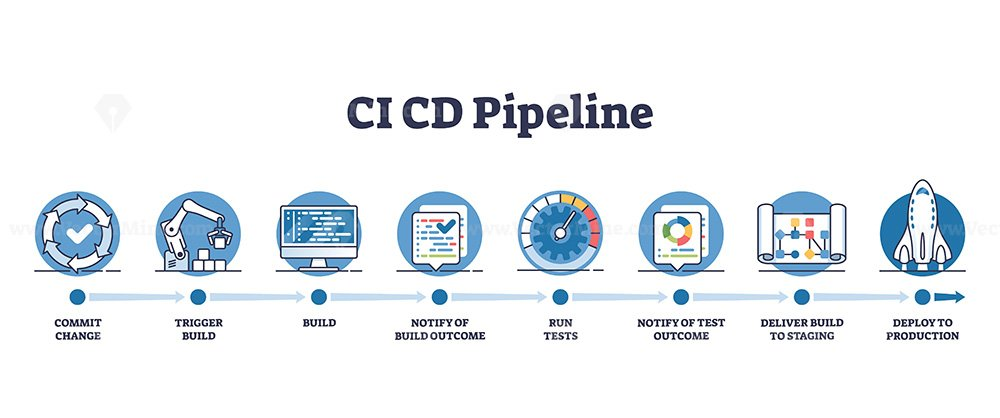 CI CD Pipeline
COMMIT
CHANGE
TRIGGER
BUILD
BUILD
NOTIFY OF
BUILD OUTCOME
RUN
TESTS
NOTIFY OF TEST
OUTCOME
DELIVER BUILD
TO STAGING
DEPLOY TO
PRODUCTION